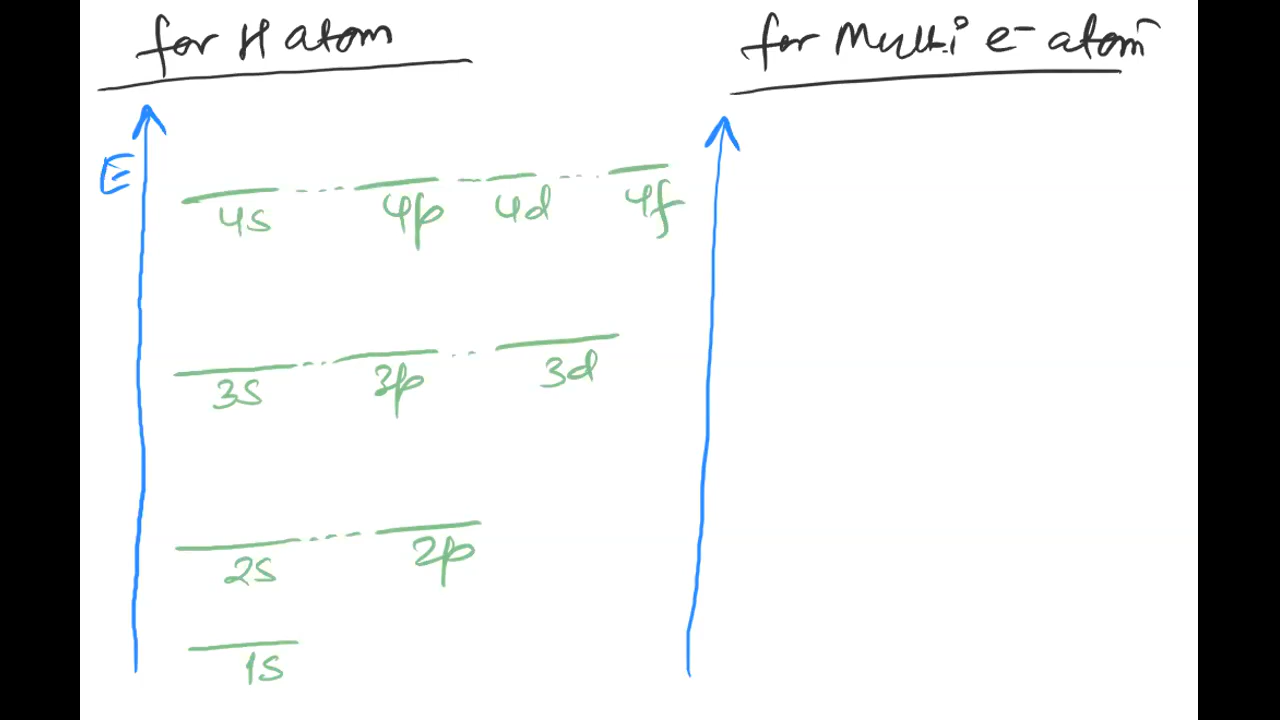 for H atom
for Multi e- atom
E
4s 4p 4d 4f
3s 3p 3d
2s 2p
1s